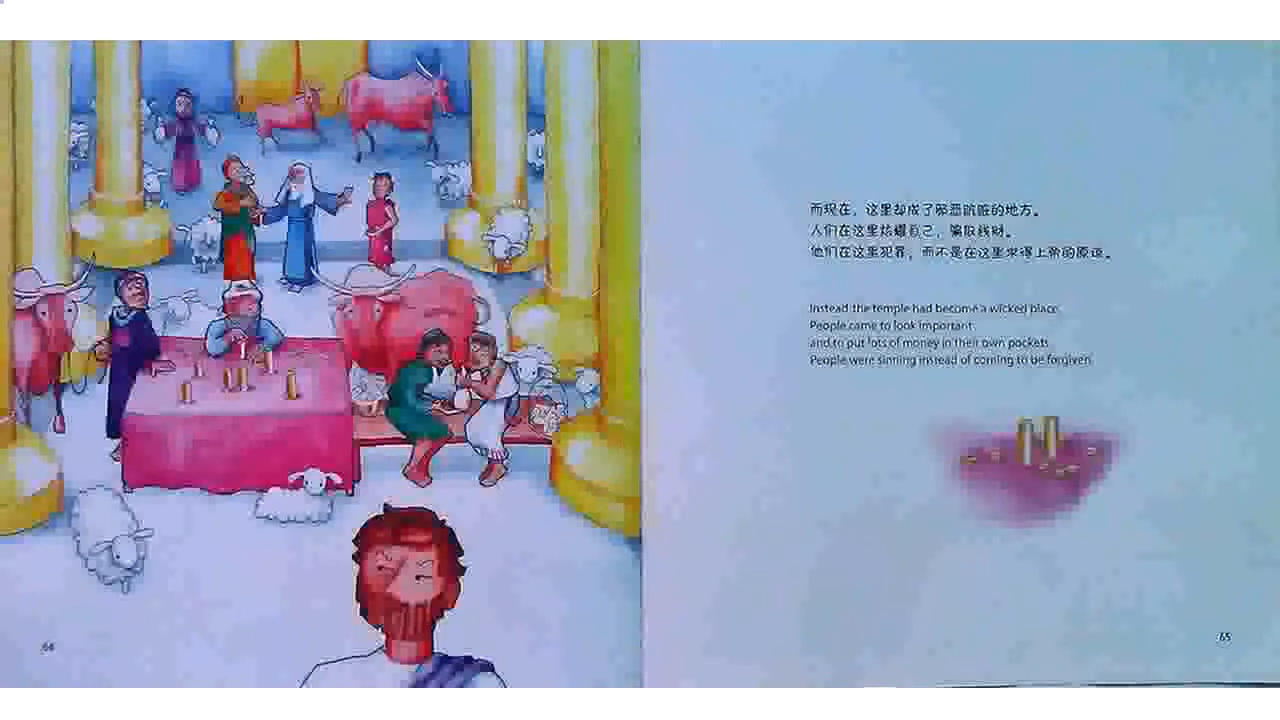 64
而现在，这里却成了邪恶肮脏的地方。
人们在这里炫耀自己，骗取钱财。
他们在这里犯罪，而不是在这里求得上帝的原谅。
Instead the temple had become a wicked place.
People came to look important
and to put lots of money in their own pockets.
People were sinning instead of coming to be forgiven.
65